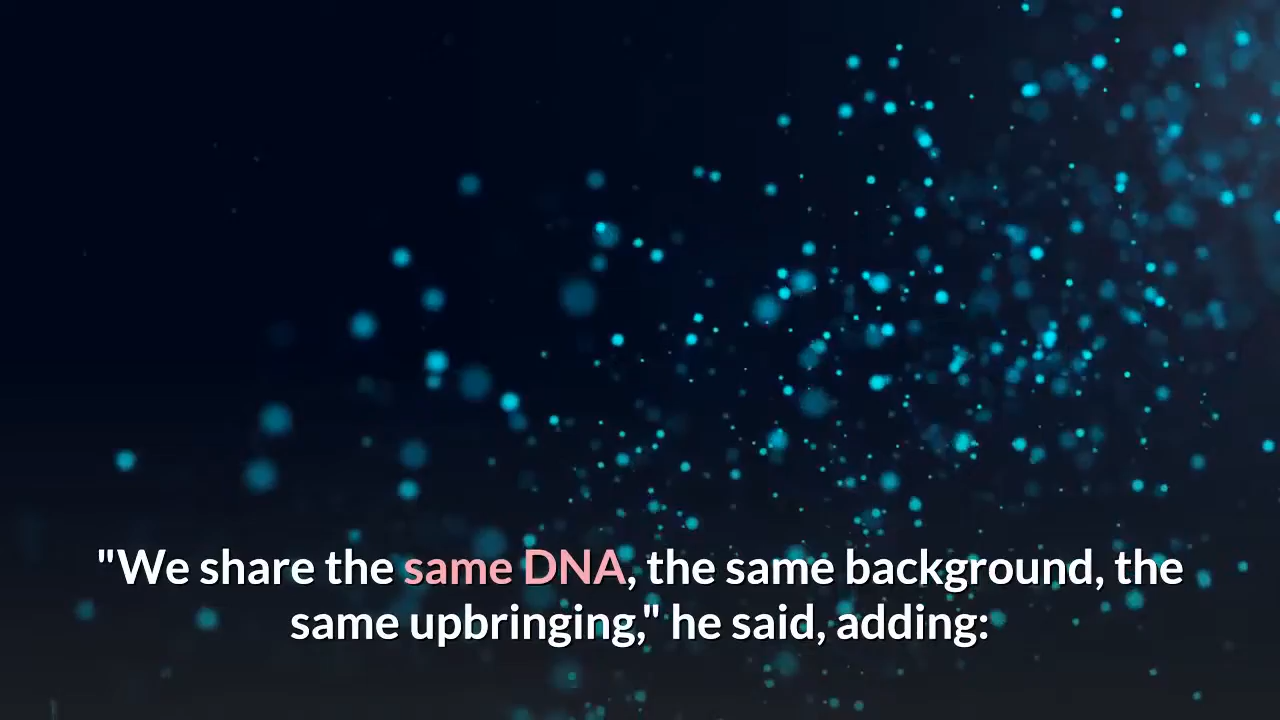 "We share the same DNA, the same background, the
same upbringing," he said, adding: